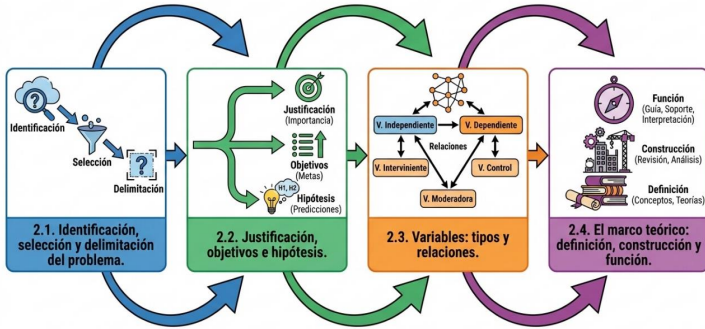 Identificación
Selección
Delimitación
2.1. Identificación,
selección y delimitación
del problema.
Justificación
(Importancia)
Objetivos
(Metas)
H1, H2
Hipótesis
(Predicciones)
2.2. Justificación,
objetivos e hipótesis.
V. Independiente
V. Dependiente
Relaciones
V. Interviniente
V. Control
V. Moderadora
2.3. Variables: tipos y
relaciones.
Función
(Guía, Soporte,
Interpretación)
Construcción
(Revisión, Análisis)
Definición
(Conceptos, Teorías)
2.4. El marco teórico:
definición, construcción y
función.